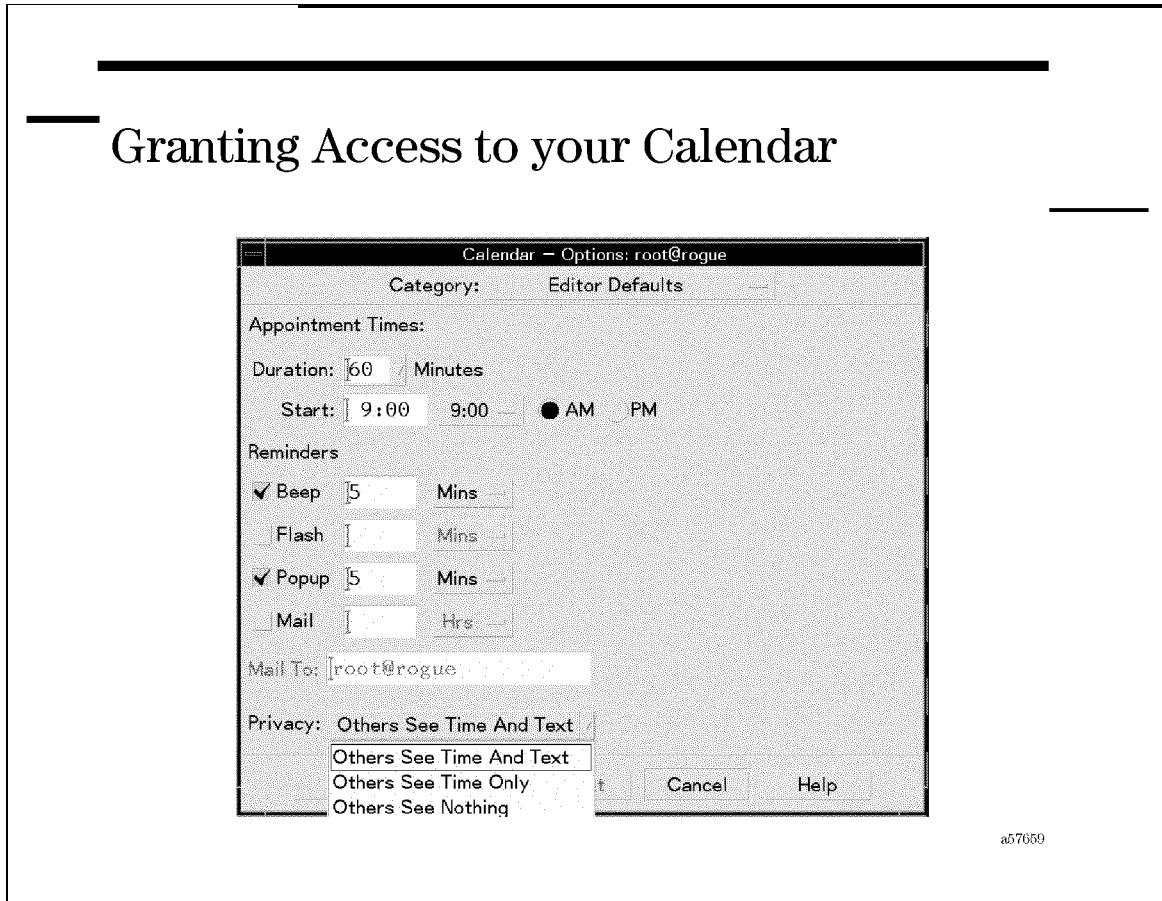 Granting Access to your Calendar
Calendar — Options: root@rogue
Category: Editor Defaults
Appointment Times:
Duration: 60 Minutes
Start: 9:00 9:00 AM PM
Reminders
Beep 5 Mins
Flash Mins
Popup 5 Mins
Mail Hrs
Mail To: root@rogue
Privacy: Others See Time And Text
Others See Time And Text
Others See Time Only
Cancel Help
Others See Nothing
a57659